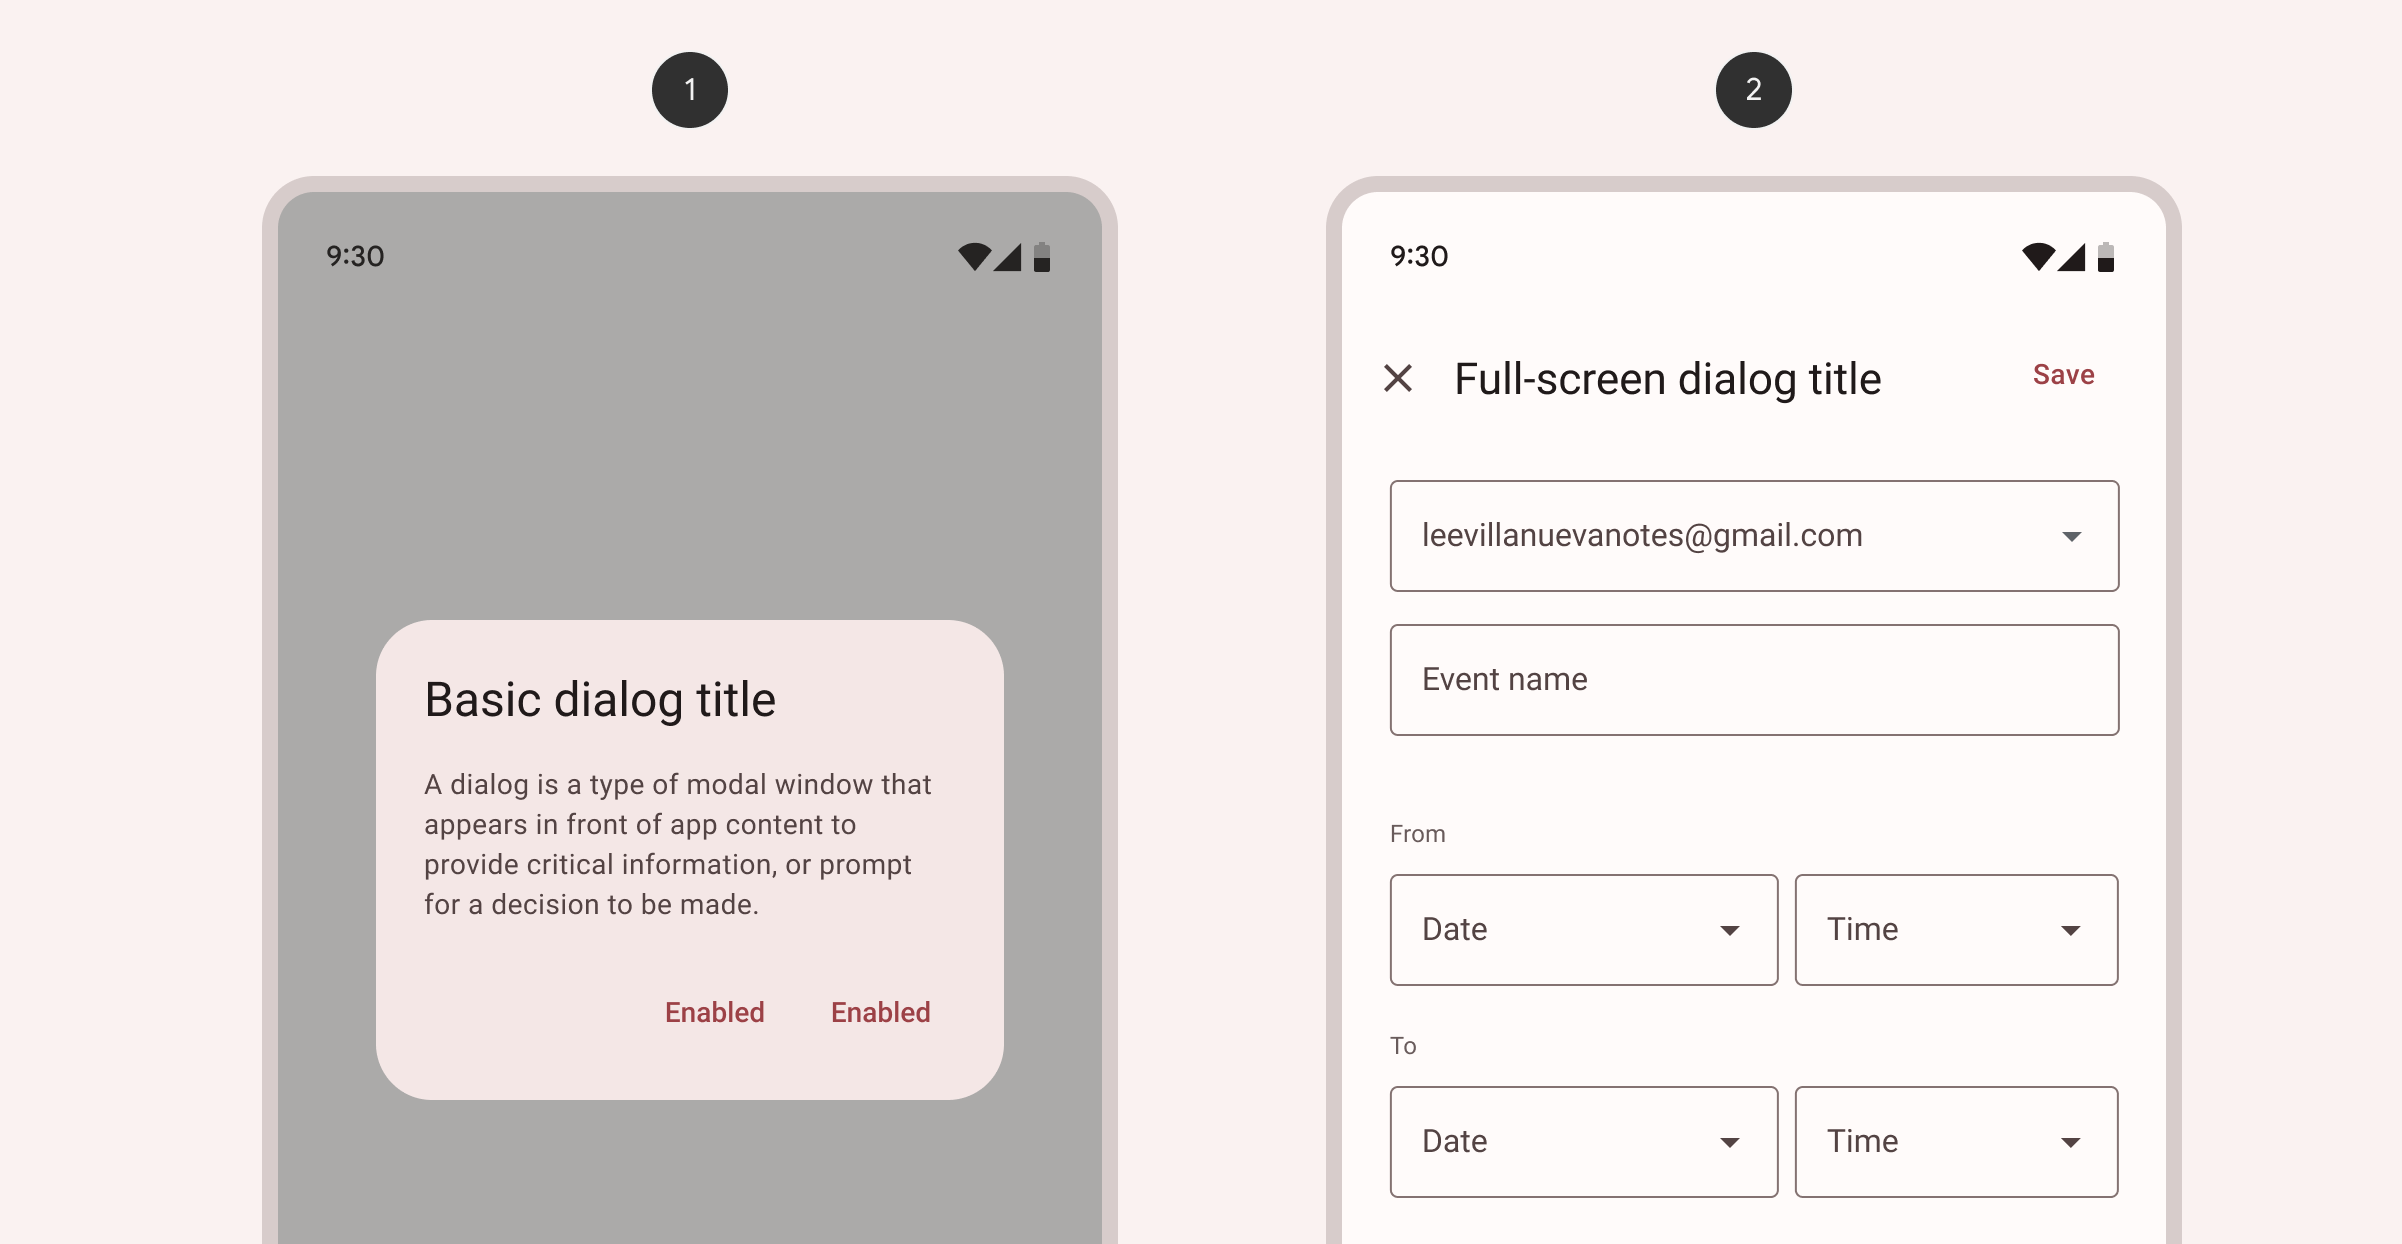 1
9:30
Basic dialog title
A dialog is a type of modal window that
appears in front of app content to
provide critical information, or prompt
for a decision to be made.
Enabled Enabled
2
9:30
Full-screen dialog title Save
leevillanuevanotes@gmail.com
Event name
From
Date Time
To
Date Time